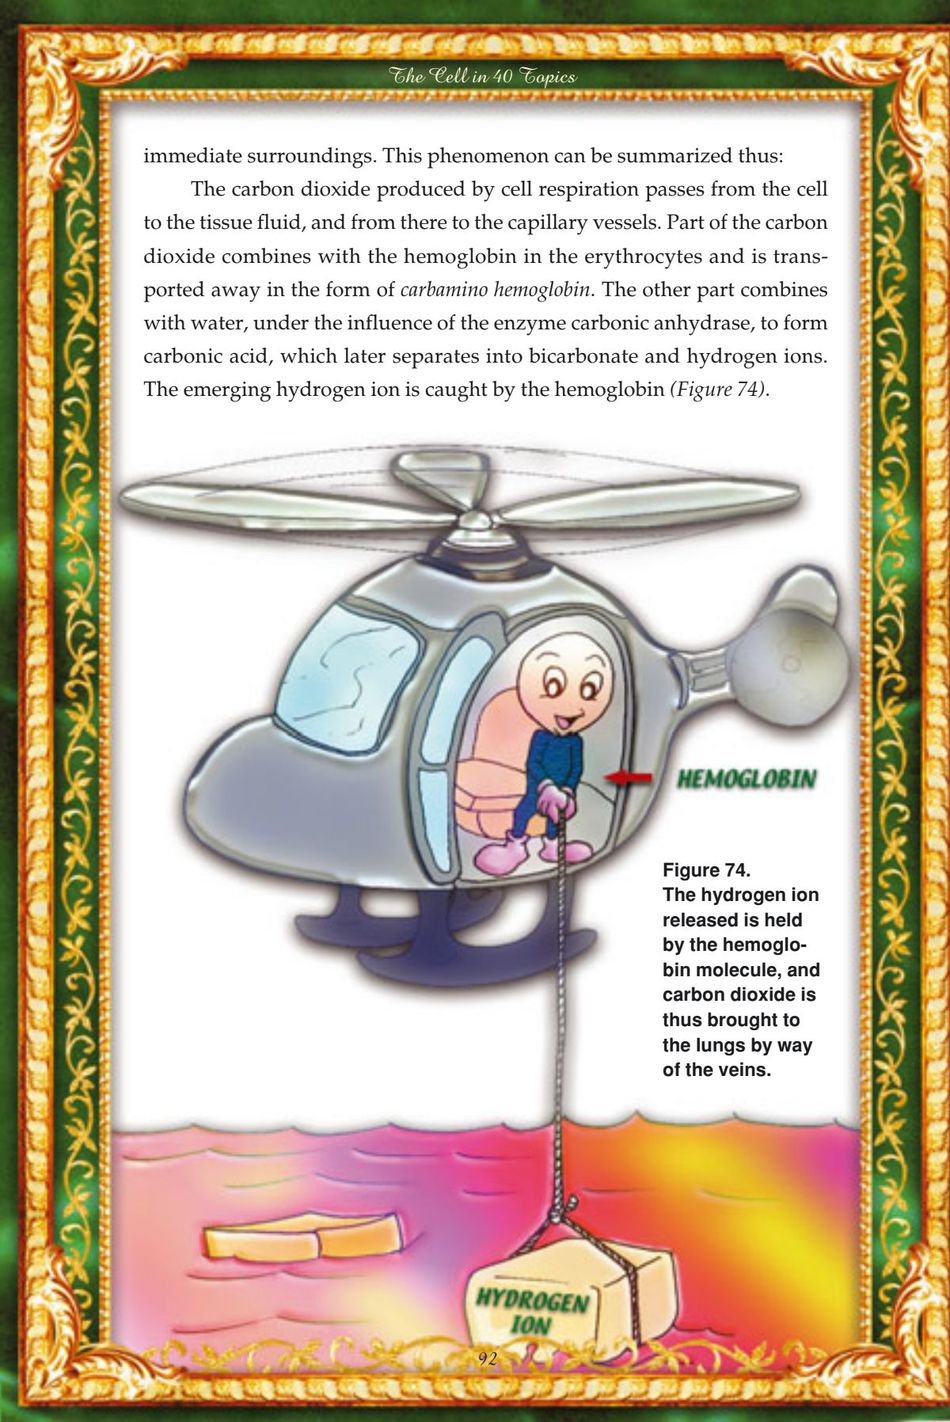 The Cell in 40 Topics
immediate surroundings. This phenomenon can be summarized thus:
The carbon dioxide produced by cell respiration passes from the cell
to the tissue fluid, and from there to the capillary vessels. Part of the carbon
dioxide combines with the hemoglobin in the erythrocytes and is trans-
ported away in the form of carbamino hemoglobin. The other part combines
with water, under the influence of the enzyme carbonic anhydrase, to form
carbonic acid, which later separates into bicarbonate and hydrogen ions.
The emerging hydrogen ion is caught by the hemoglobin (Figure 74).
HEMOGLOBIN
Figure 74.
The hydrogen ion
released is held
by the hemoglo-
bin molecule, and
carbon dioxide is
thus brought to
the lungs by way
of the veins.
HYDROGEN
ION
92